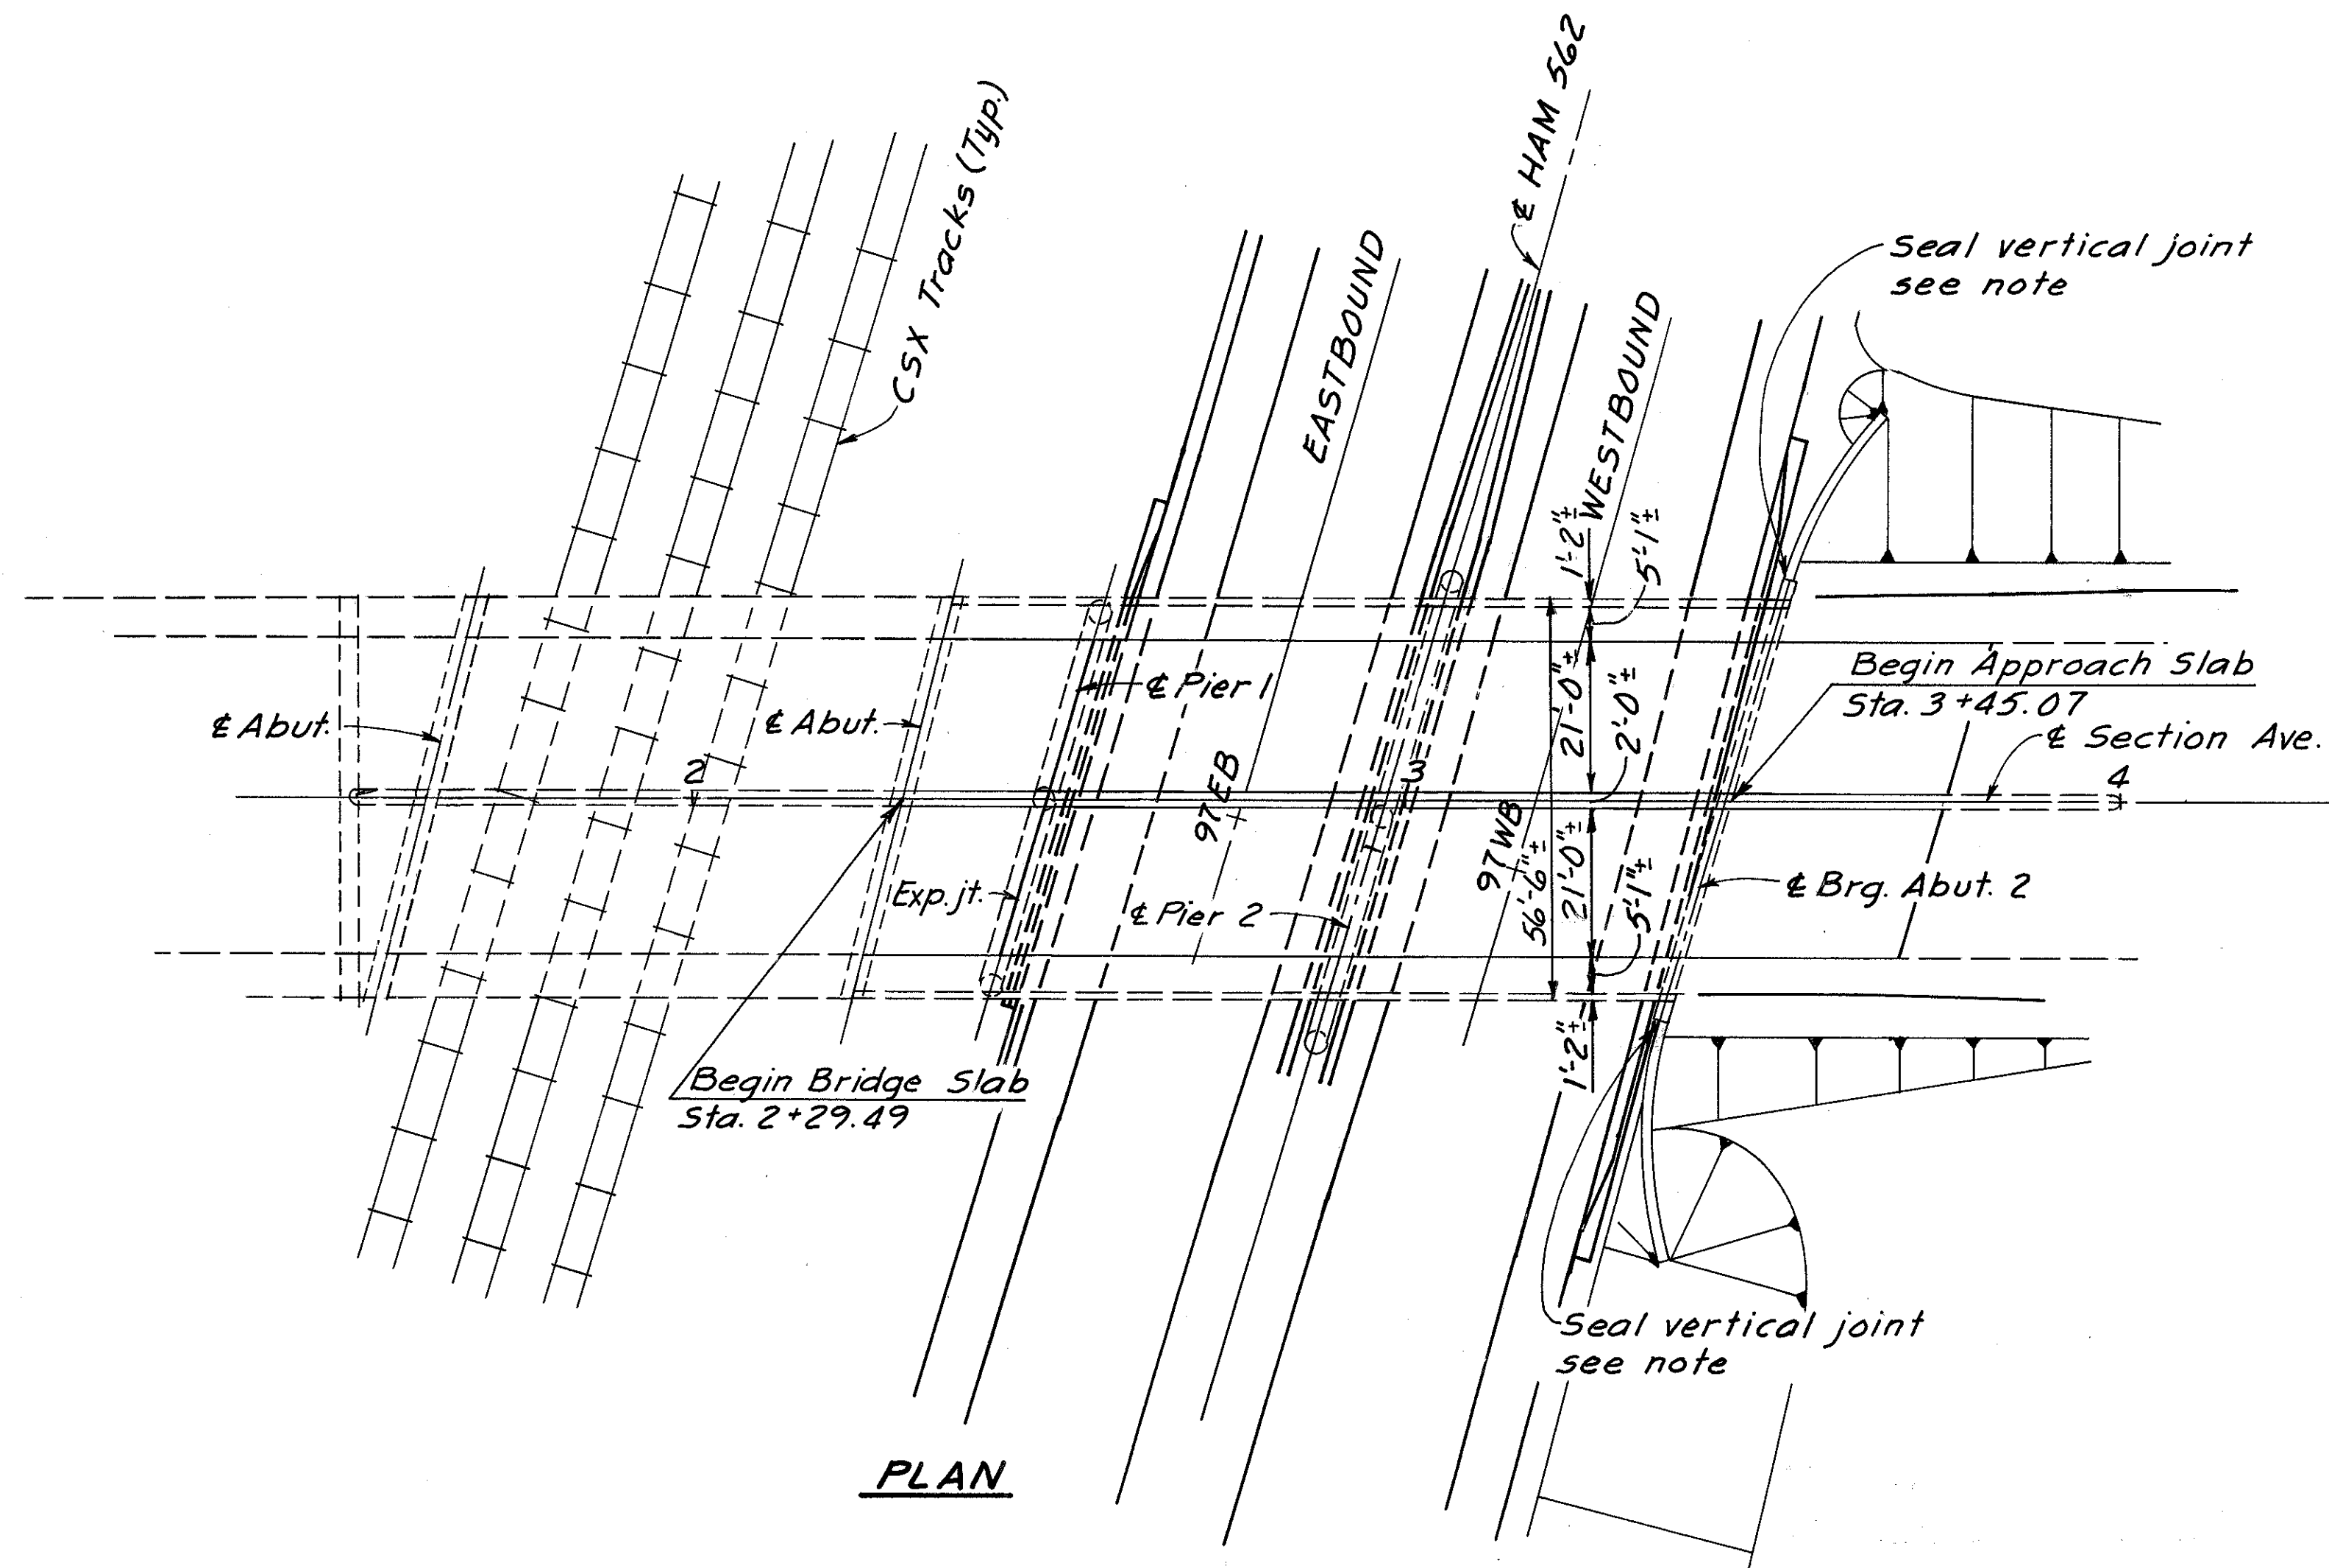 ℄ HAM 562
CSX Tracks (Typ.)
EASTBOUND
WESTBOUND
Seal vertical joint
see note
1'-2"±
5'-1"±
℄ Pier 1
℄ Abut.
℄ Abut.
21'-0"±
2'-0"±
Begin Approach Slab
Sta. 3+45.07
℄ Section Ave.
2
3
4
97EB
97WB
Exp. jt.
℄ Pier 2
56'-6"±
21'-0"±
5'-1"±
℄ Brg. Abut. 2
1'-2"±
Begin Bridge Slab
Sta. 2+29.49
Seal vertical joint
see note
PLAN